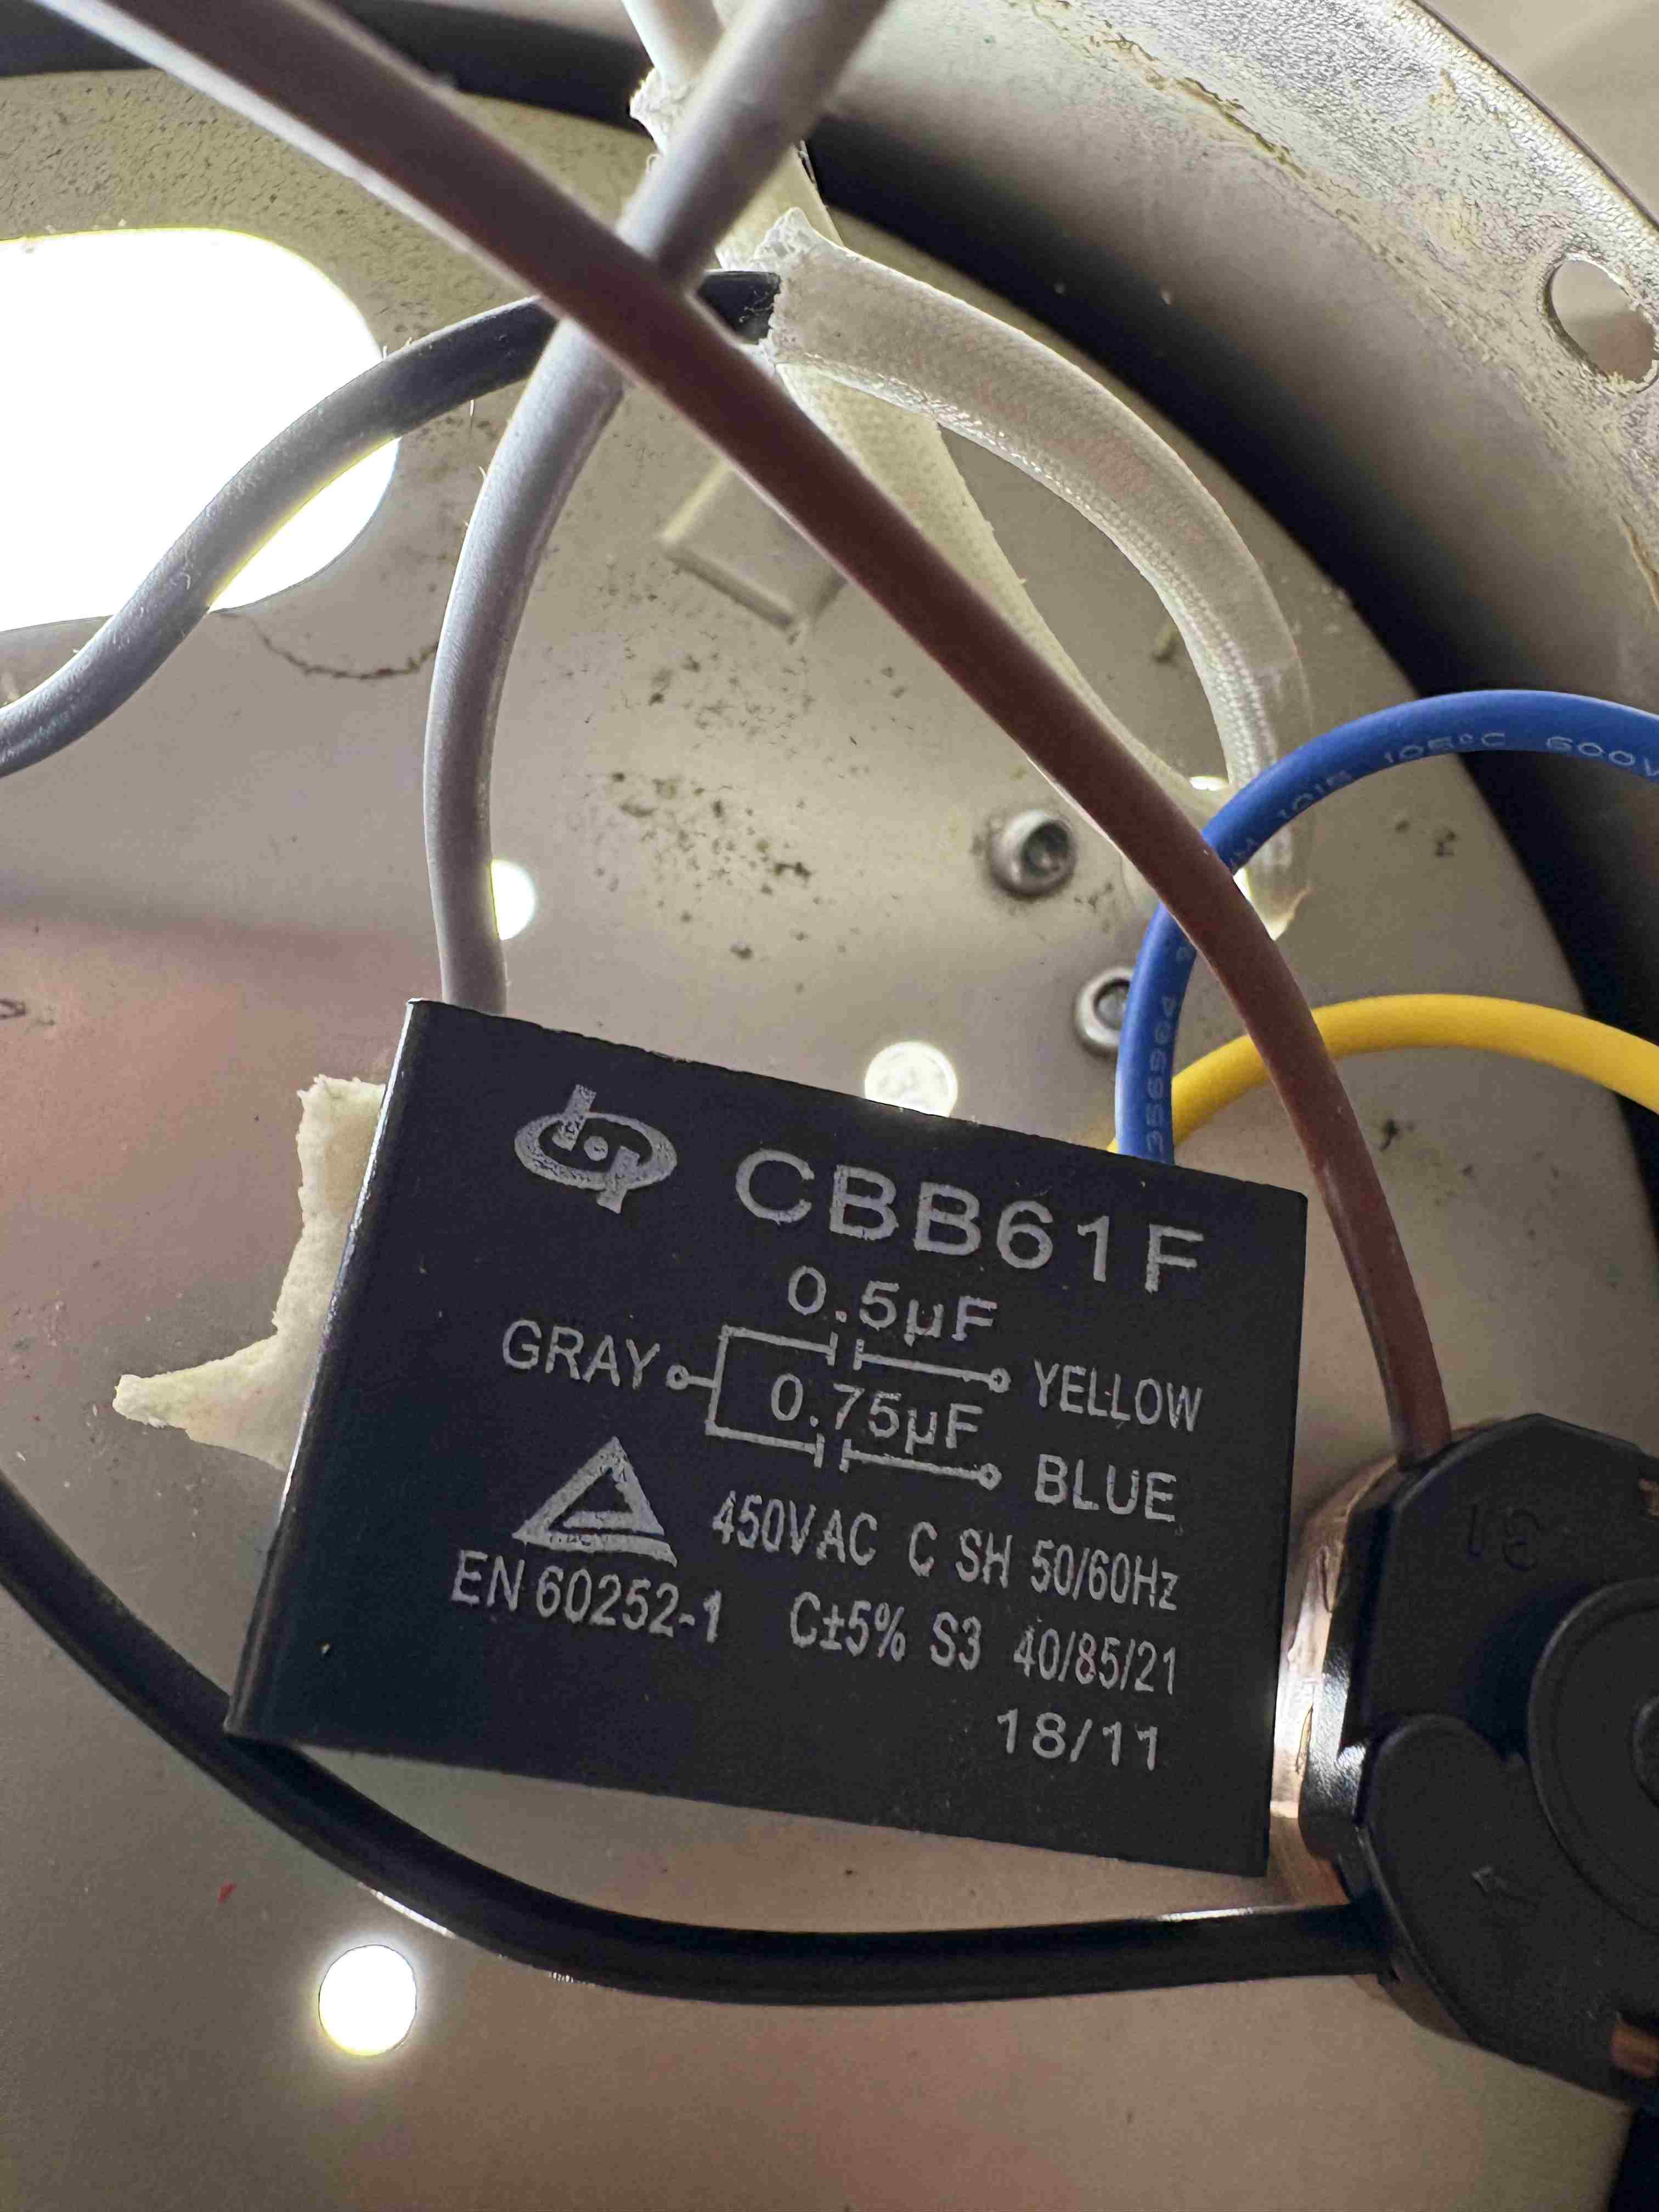 CBB61F
0.5µF
GRAY
YELLOW
0.75µF
BLUE
450VAC C SH 50/60Hz
EN 60252-1 C±5% S3 40/85/21
18/11
105°C 600V